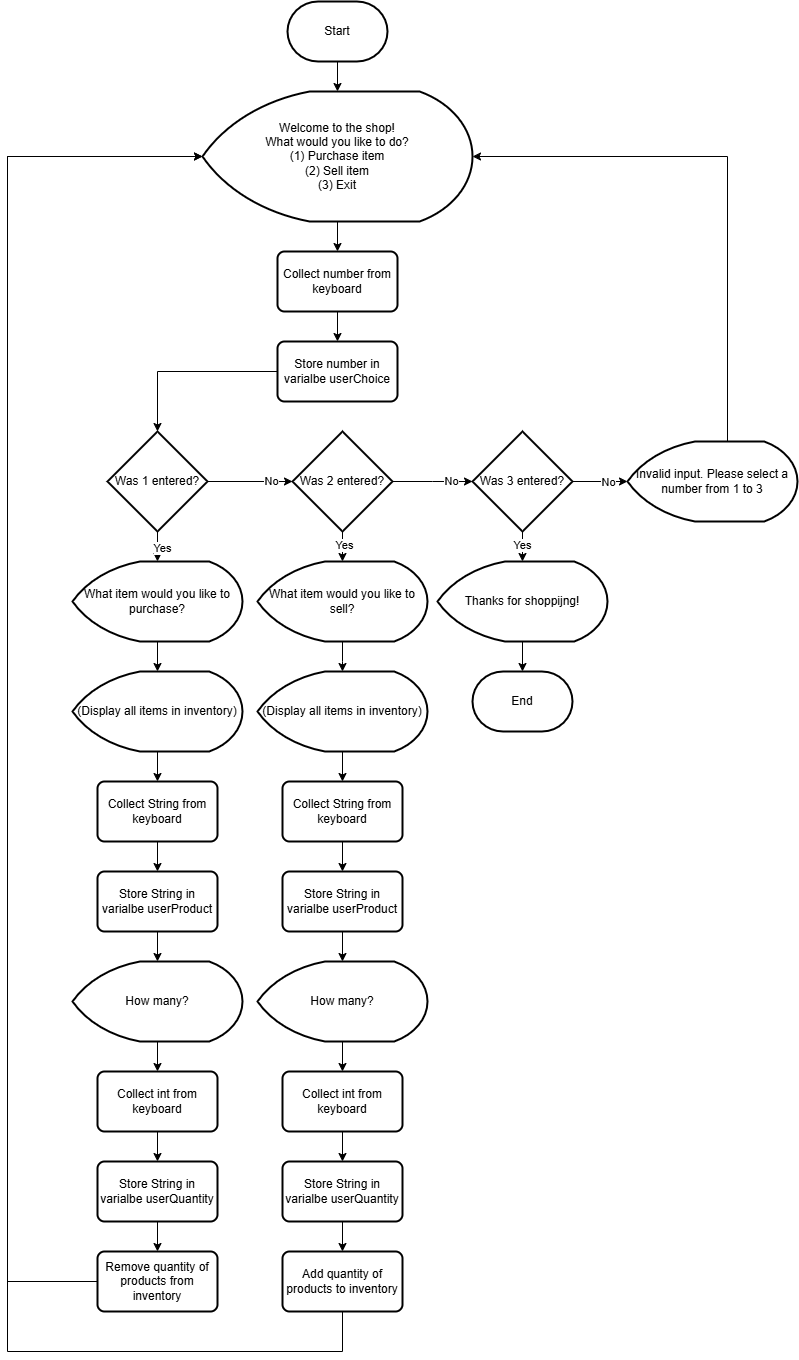 Start
Welcome to the shop!
What would you like to do?
(1) Purchase item
(2) Sell item
(3) Exit
Collect number from
keyboard
Store number in
varialbe userChoice
Was 1 entered?
No
Was 2 entered?
No
Was 3 entered?
No
Invalid input. Please select a
number from 1 to 3
Yes
Yes
Yes
What item would you like to
purchase?
What item would you like to
sell?
Thanks for shoppijng!
(Display all items in inventory)
(Display all items in inventory)
End
Collect String from
keyboard
Collect String from
keyboard
Store String in
varialbe userProduct
Store String in
varialbe userProduct
How many?
How many?
Collect int from
keyboard
Collect int from
keyboard
Store String in
varialbe userQuantity
Store String in
varialbe userQuantity
Remove quantity of
products from
inventory
Add quantity of
products to inventory